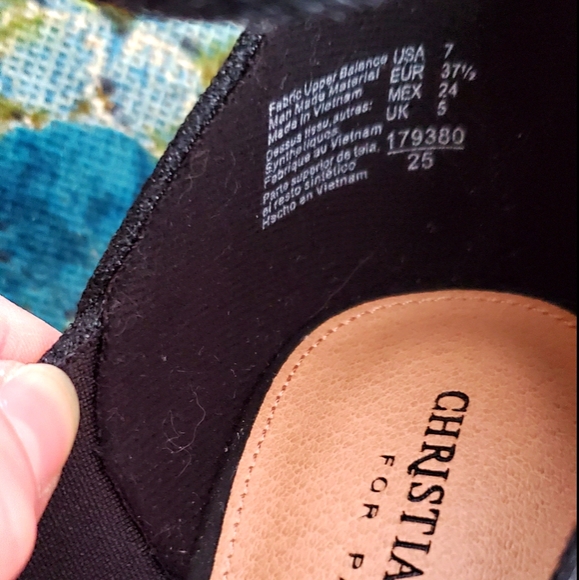 Fabric Upper Balance
Man Made Material
Made in Vietnam
Dessus tissu, autres:
Synthétiques
Fabriqué au Vietnam
Parte superior de tela,
el resto sintético
Hecho en Vietnam
USA 7
EUR 37½
MEX 24
UK 5
179380
25
CHRISTIA
FOR P